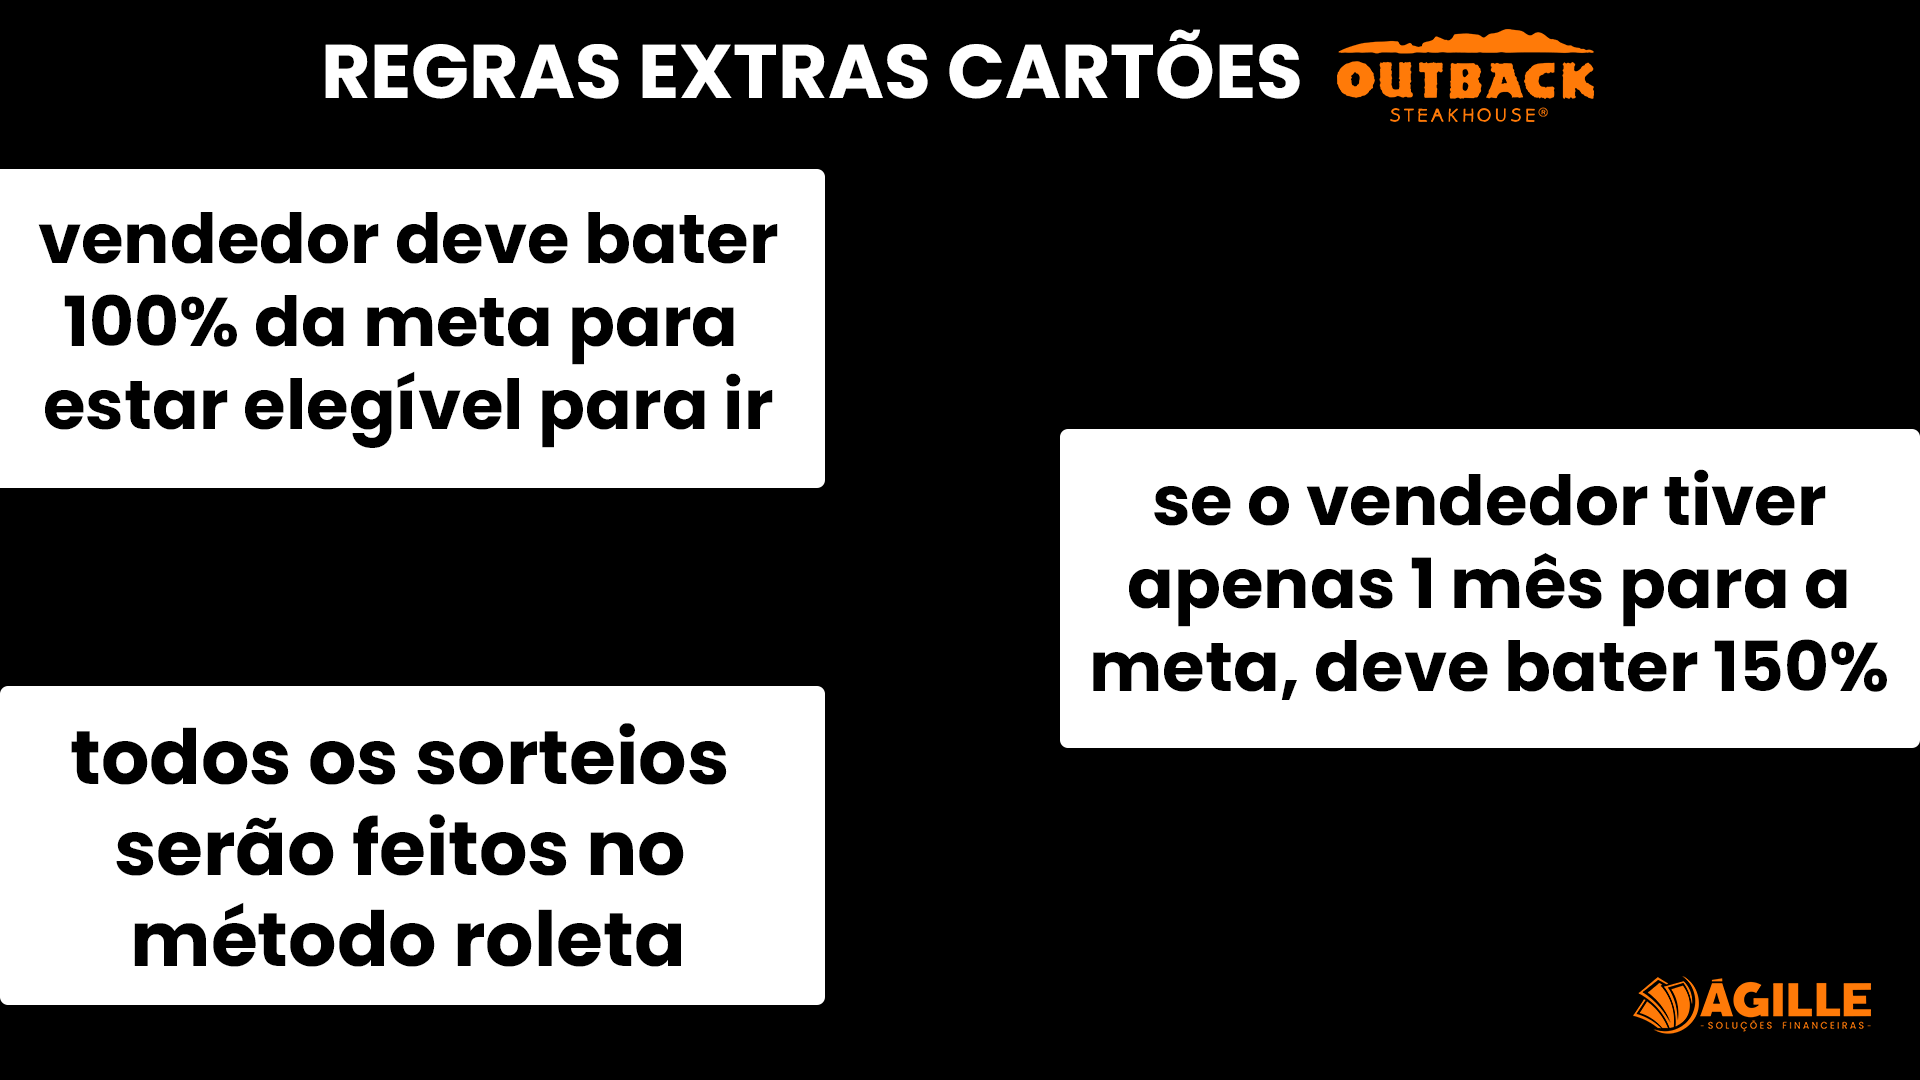 REGRAS EXTRAS CARTÕES
OUTBACK
STEAKHOUSE®
vendedor deve bater
100% da meta para
estar elegível para ir
se o vendedor tiver
apenas 1 mês para a
meta, deve bater 150%
todos os sorteios
serão feitos no
método roleta
ÁGILLE
-SOLUÇÕES FINANCEIRAS-